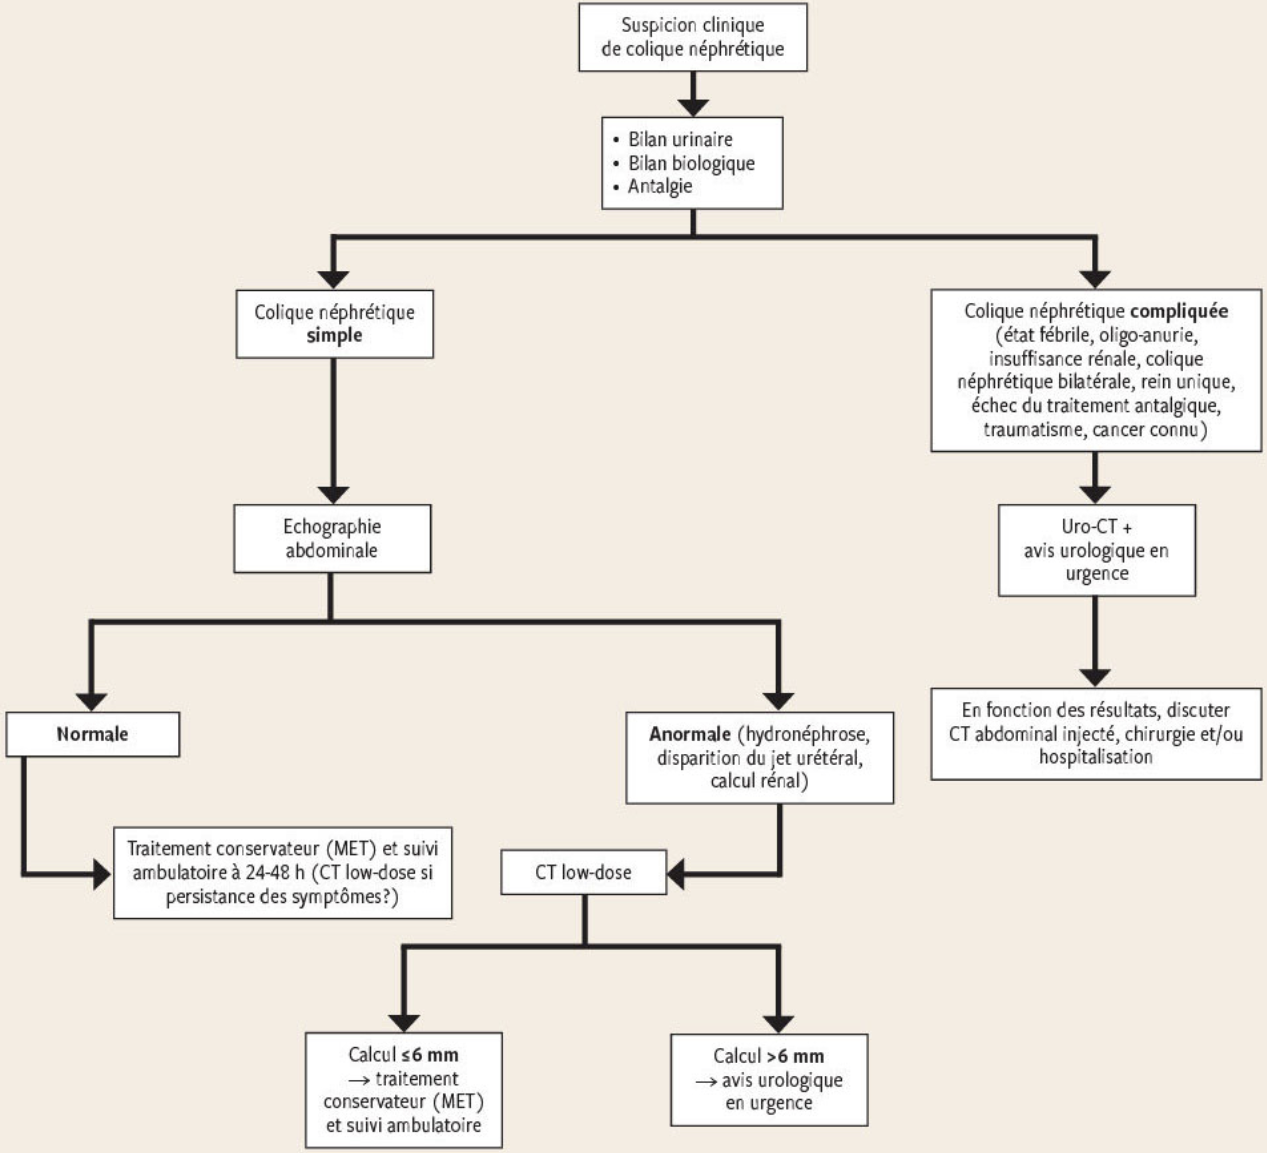 Suspicion clinique
de colique néphrétique
• Bilan urinaire
• Bilan biologique
• Antalgie
Colique néphrétique
simple
Colique néphrétique compliquée
(état fébrile, oligo-anurie,
insuffisance rénale, colique
néphrétique bilatérale, rein unique,
échec du traitement antalgique,
traumatisme, cancer connu)
Echographie
abdominale
Uro-CT +
avis urologique en
urgence
Normale
Anormale (hydronéphrose,
disparition du jet urétéral,
calcul rénal)
En fonction des résultats, discuter
CT abdominal injecté, chirurgie et/ou
hospitalisation
Traitement conservateur (MET) et suivi
ambulatoire à 24-48 h (CT low-dose si
persistance des symptômes?)
CT low-dose
Calcul ≤6 mm
→ traitement
conservateur (MET)
et suivi ambulatoire
Calcul >6 mm
→ avis urologique
en urgence